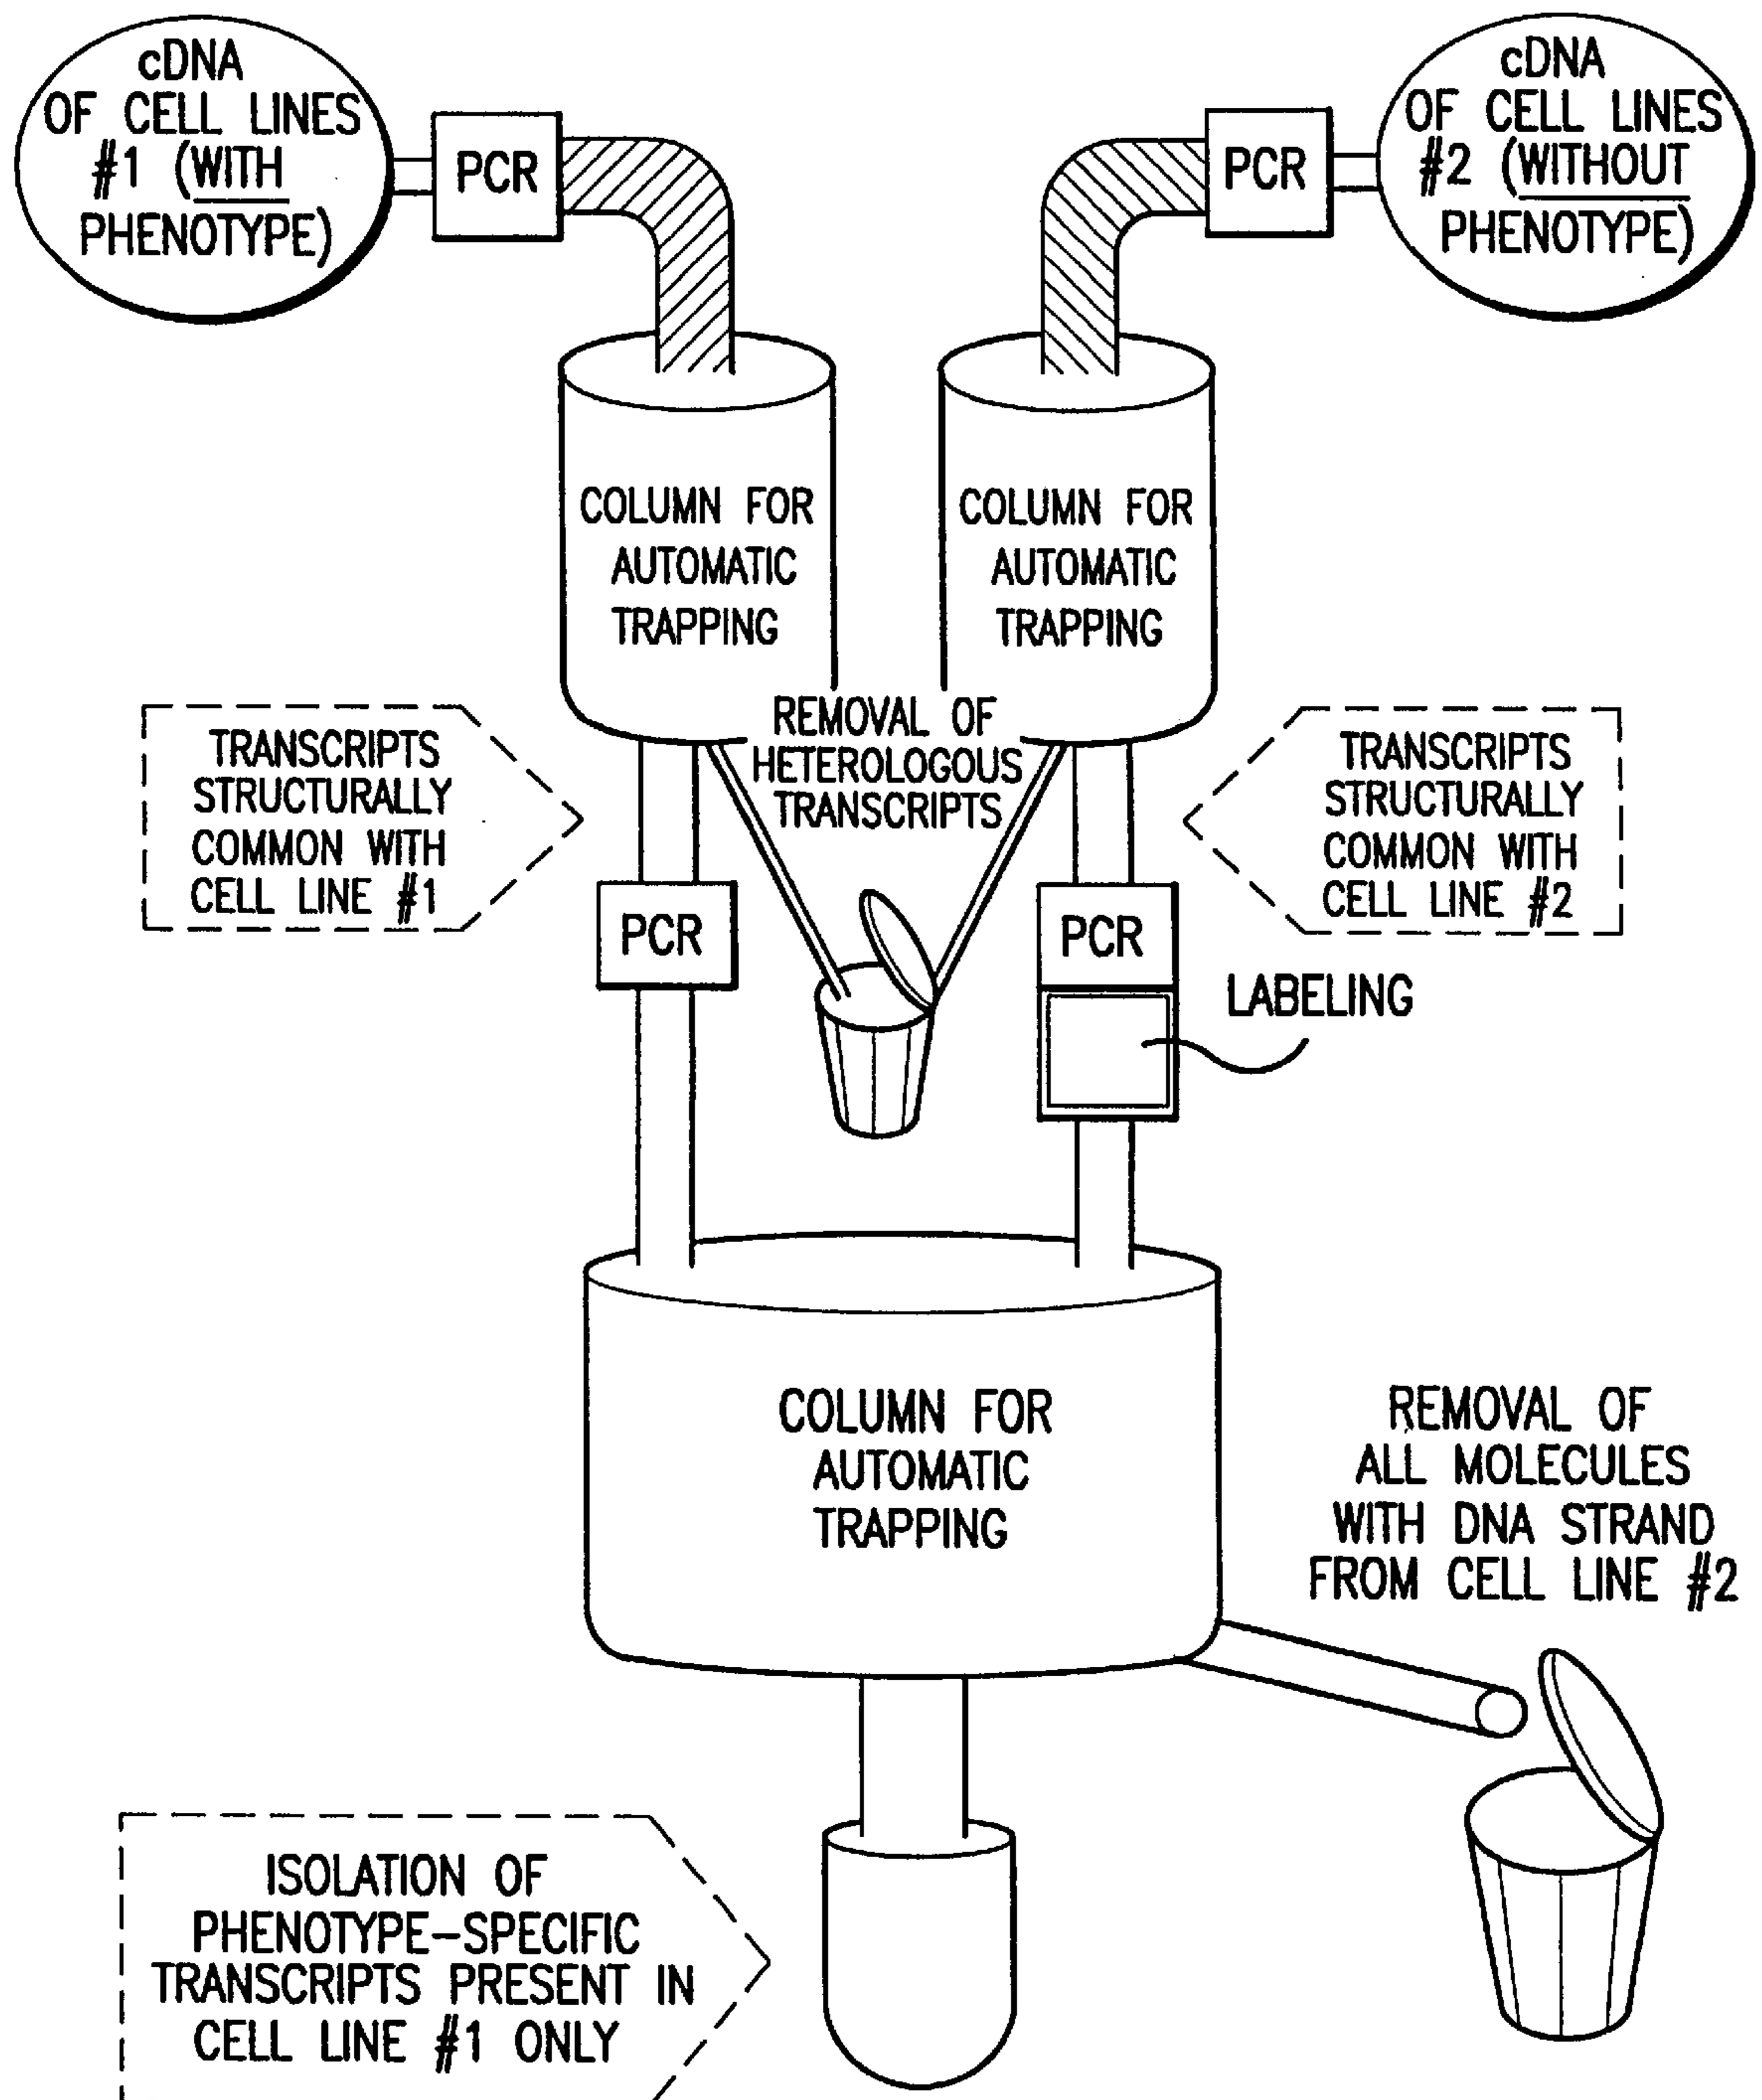 cDNA
OF CELL LINES
#1 (WITH
PHENOTYPE)
PCR
PCR
cDNA
OF CELL LINES
#2 (WITHOUT
PHENOTYPE)
COLUMN FOR
AUTOMATIC
TRAPPING
COLUMN FOR
AUTOMATIC
TRAPPING
TRANSCRIPTS
STRUCTURALLY
COMMON WITH
CELL LINE #1
REMOVAL OF
HETEROLOGOUS
TRANSCRIPTS
TRANSCRIPTS
STRUCTURALLY
COMMON WITH
CELL LINE #2
PCR
PCR
LABELING
COLUMN FOR
AUTOMATIC
TRAPPING
REMOVAL OF
ALL MOLECULES
WITH DNA STRAND
FROM CELL LINE #2
ISOLATION OF
PHENOTYPE-SPECIFIC
TRANSCRIPTS PRESENT IN
CELL LINE #1 ONLY